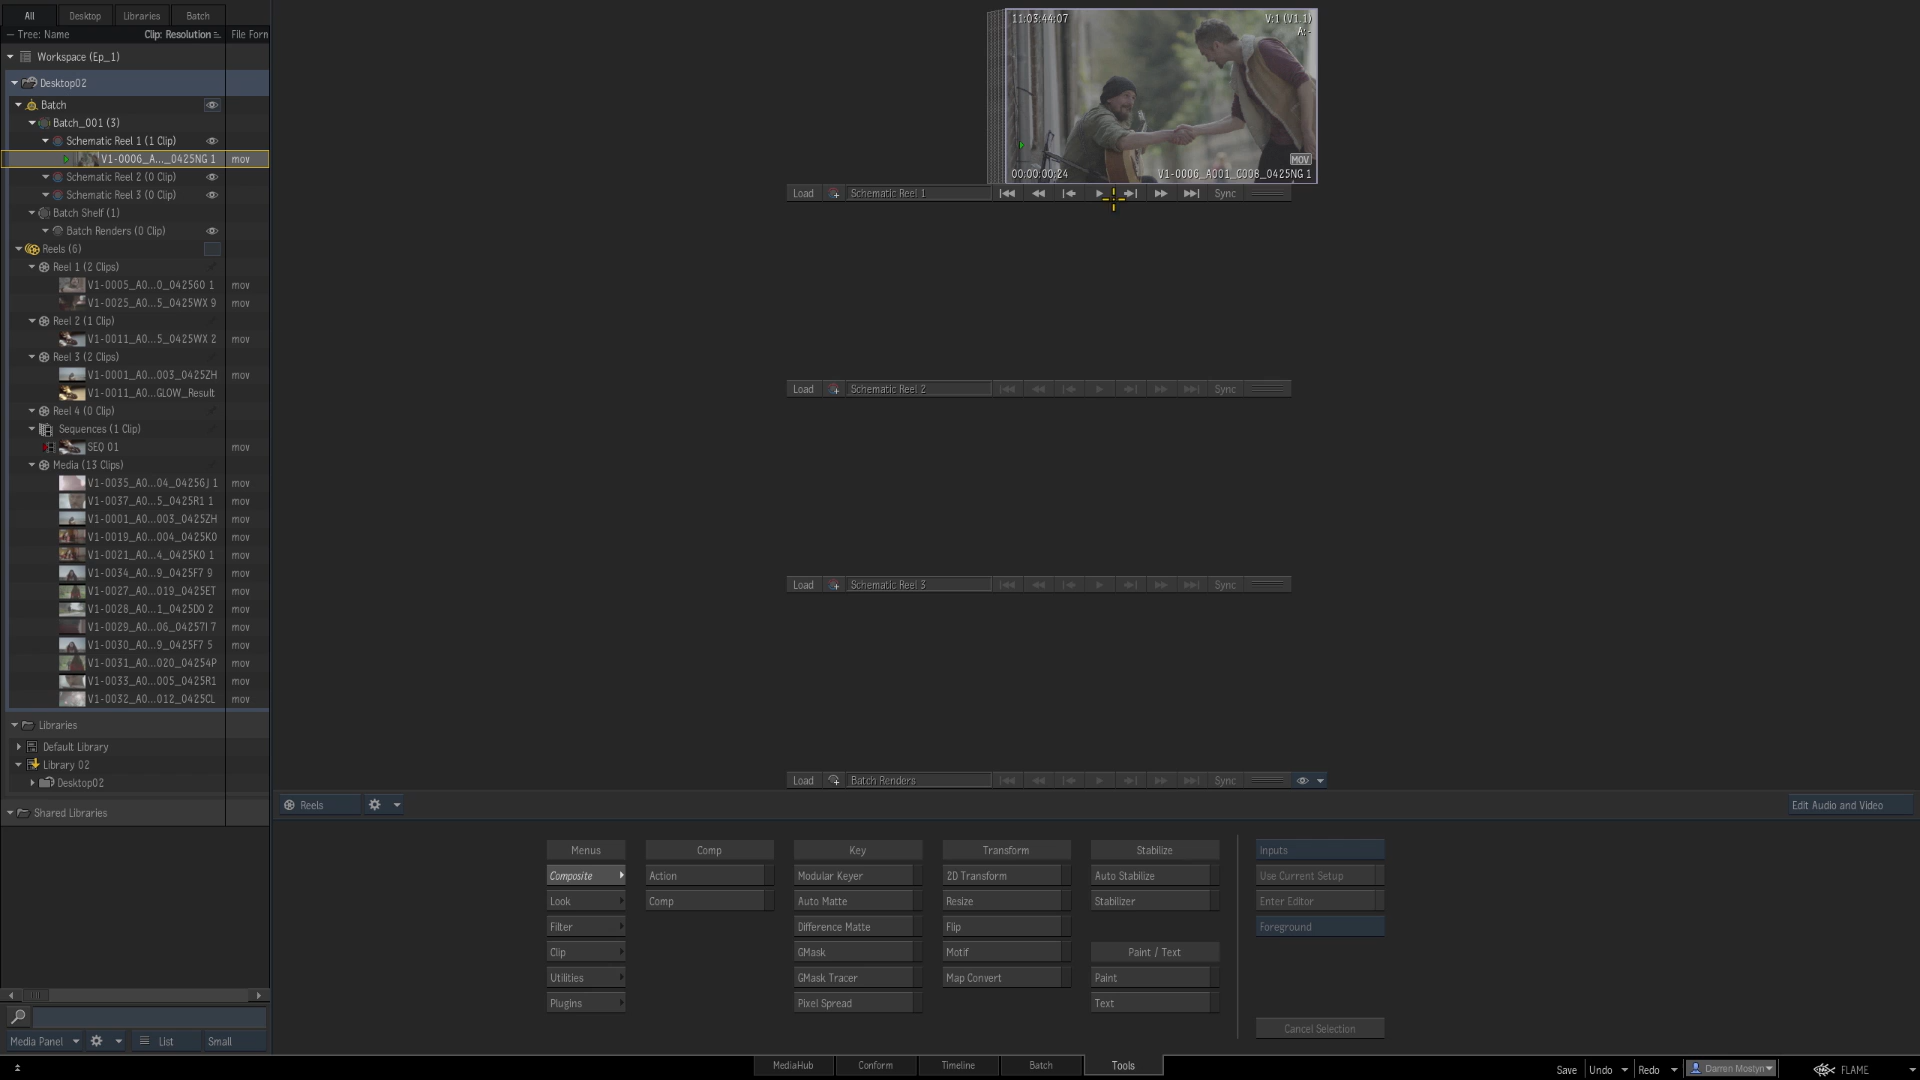 All Desktop Libraries Batch
Tree: Name Clip: Resolution File Forn
Workspace (Ep_1)
Desktop02
Batch
Batch_001 (3)
Schematic Reel 1 (1 Clip)
V1-0006_A..._0425NG 1 mov
Schematic Reel 2 (0 Clip)
Schematic Reel 3 (0 Clip)
Batch Shelf (1)
Batch Renders (0 Clip)
Reels (6)
Reel 1 (2 Clips)
V1-0005_A0...0_0425G0 1 mov
V1-0025_A0...5_0425WX 9 mov
Reel 2 (1 Clip)
V1-0011_A0...5_0425WX 2 mov
Reel 3 (2 Clips)
V1-0001_A0...003_0425ZH mov
V1-0011_A0...GLOW_Result
Reel 4 (0 Clip)
Sequences (1 Clip)
SEQ 01 mov
Media (13 Clips)
V1-0035_A0...04_0425GJ 1 mov
V1-0037_A0...5_0425R1 1 mov
V1-0001_A0...003_0425ZH mov
V1-0019_A0...004_0425K0 mov
V1-0021_A0...4_0425K0 1 mov
V1-0034_A0...9_0425F7 9 mov
V1-0027_A0...019_0425ET mov
V1-0028_A0...1_0425D0 2 mov
V1-0029_A0...06_04257I 7 mov
V1-0030_A0...9_0425F7 5 mov
V1-0031_A0...020_04254P mov
V1-0033_A0...005_0425R1 mov
V1-0032_A0...012_0425CL mov
Libraries
Default Library
Library 02
Desktop02
Shared Libraries
Media Panel List Small
11:03:44:07 V:1 (V1.1)
A:-
MOV
00:00:00:24 V1-0006_A001_C008_0425NG 1
Load Schematic Reel 1 Sync
Load Schematic Reel 2 Sync
Load Schematic Reel 3 Sync
Load Batch Renders Sync
Reels Edit Audio and Video
Menus Comp Key Transform Stabilize Inputs
Composite Action Modular Keyer 2D Transform Auto Stabilize Use Current Setup
Look Comp Auto Matte Resize Stabilizer Enter Editor
Filter Difference Matte Flip Foreground
Clip GMask Motif Paint / Text
Utilities GMask Tracer Map Convert Paint
Plugins Pixel Spread Text
Cancel Selection
MediaHub Conform Timeline Batch Tools
Save Undo Redo Darren Mostyn FLAME